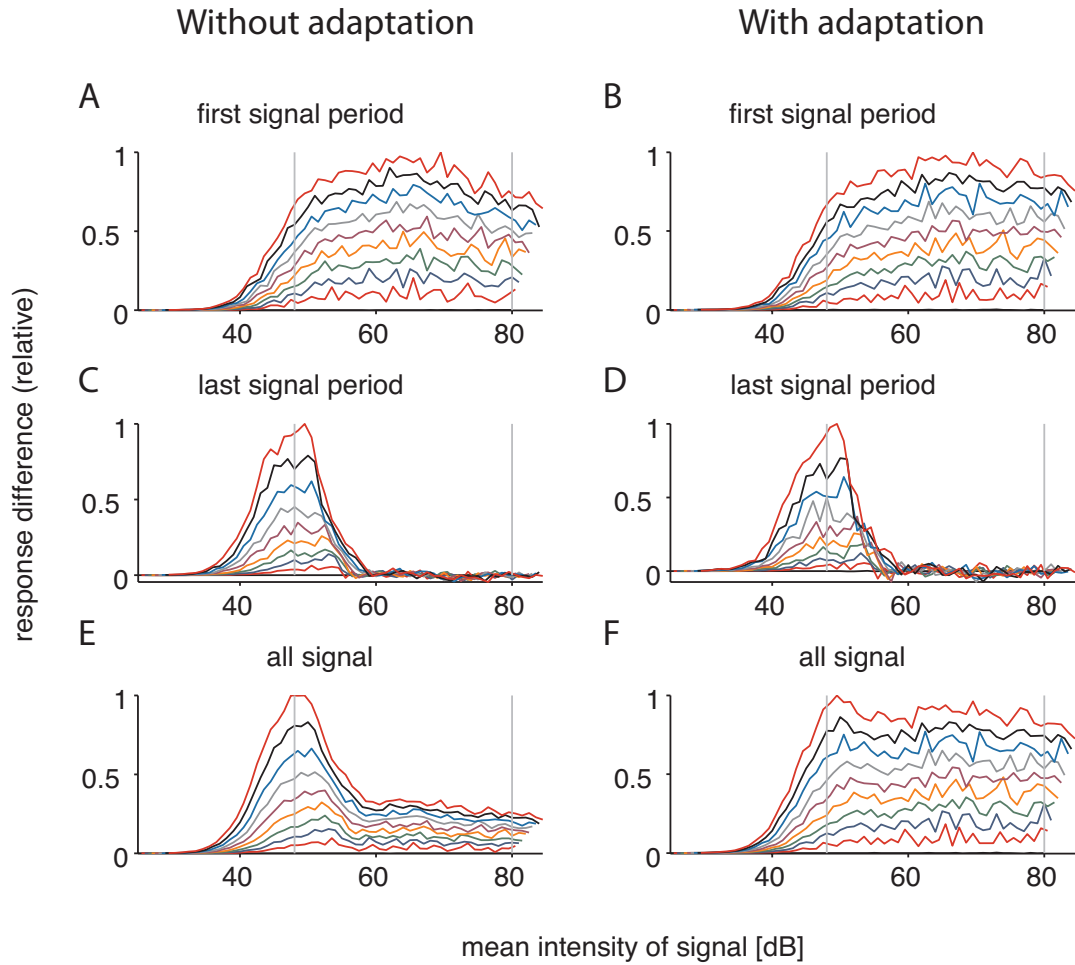 Without adaptation
With adaptation
A
first signal period
1
0.5
0
40
60
80
B
first signal period
1
0.5
0
40
60
80
C
last signal period
1
0.5
0
40
60
80
D
last signal period
1
0.5
0
40
60
80
E
all signal
1
0.5
0
40
60
80
F
all signal
1
0.5
0
40
60
80
response difference (relative)
mean intensity of signal [dB]